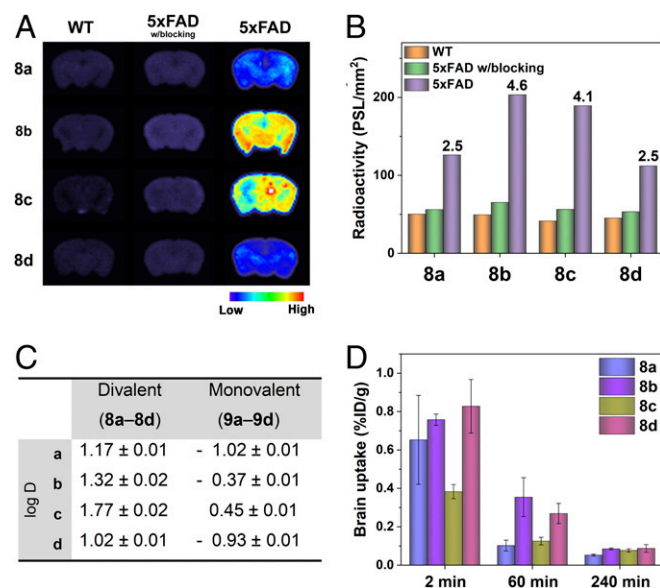 A
WT 5xFAD 5xFAD
w/blocking
8a
8b
8c
8d
Low High
B
Radioactivity (PSL/mm²)
WT
5xFAD w/blocking
5xFAD
200
100
0
2.5
4.6
4.1
2.5
8a 8b 8c 8d
C
Divalent Monovalent
(8a–8d) (9a–9d)
log D
a 1.17 ± 0.01 - 1.02 ± 0.01
b 1.32 ± 0.02 - 0.37 ± 0.01
c 1.77 ± 0.02 0.45 ± 0.01
d 1.02 ± 0.01 - 0.93 ± 0.01
D
Brain uptake (%ID/g)
1.0
0.8
0.6
0.4
0.2
0.0
8a
8b
8c
8d
2 min 60 min 240 min